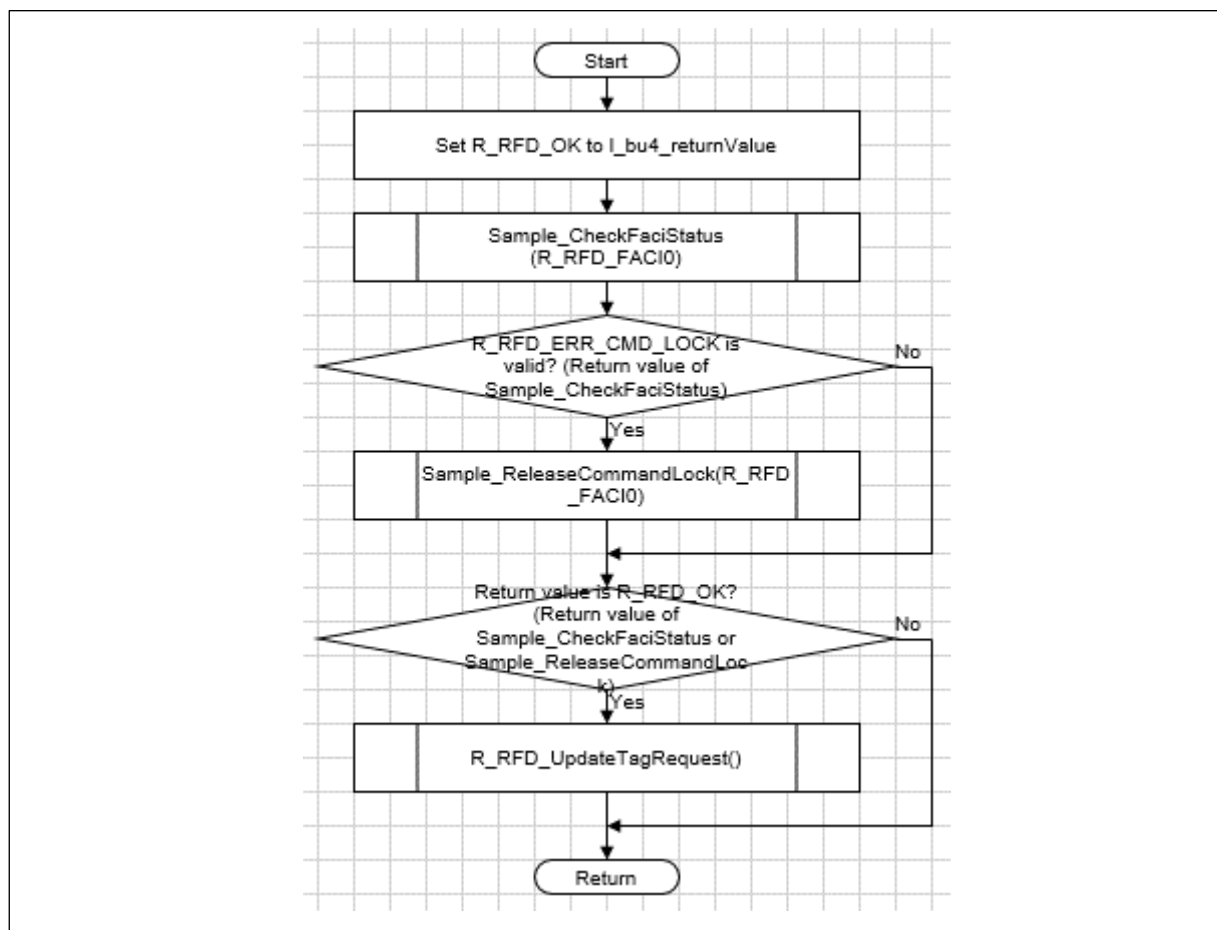 Start
Set R_RFD_OK to l_bu4_returnValue
Sample_CheckFaciStatus
(R_RFD_FACI0)
R_RFD_ERR_CMD_LOCK is
valid? (Return value of
Sample_CheckFaciStatus)
No
Yes
Sample_ReleaseCommandLock(R_RFD
_FACI0)
Return value is R_RFD_OK?
(Return value of
Sample_CheckFaciStatus or
Sample_ReleaseCommandLoc
k)
No
Yes
R_RFD_UpdateTagRequest()
Return